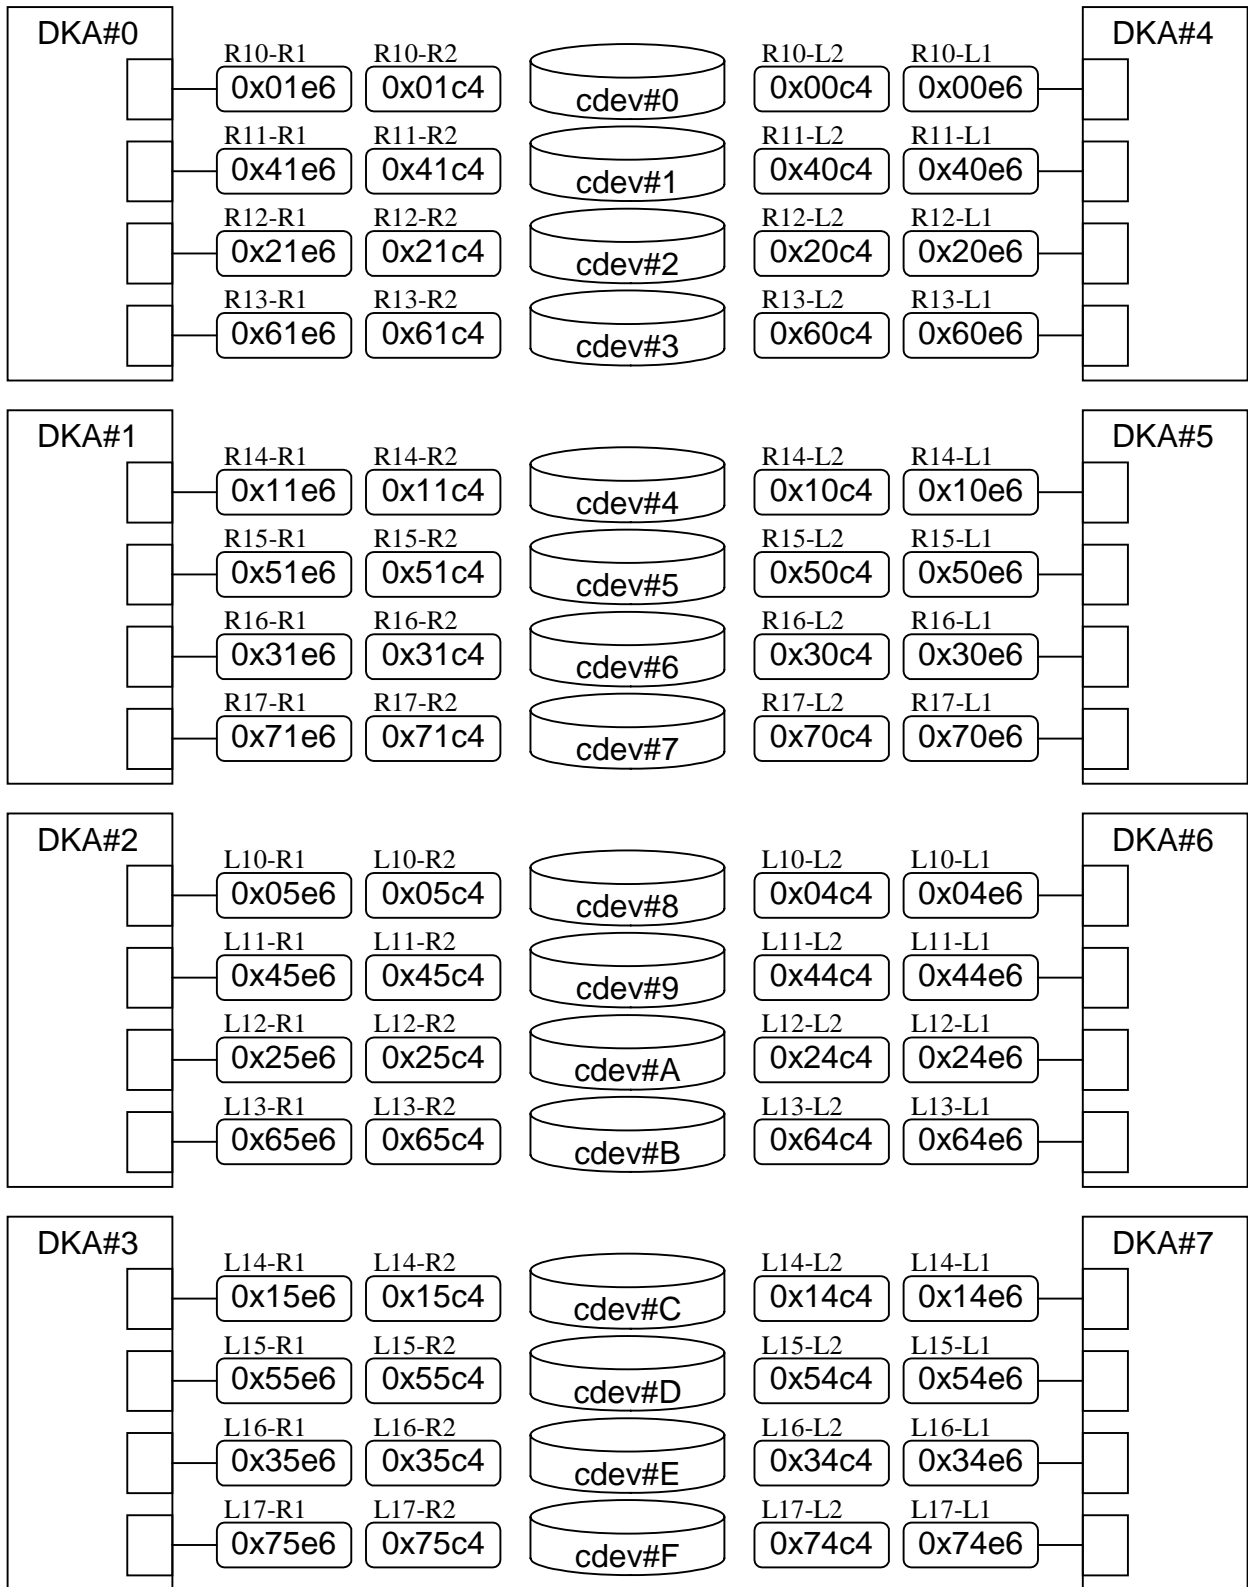 DKA#0 DKA#4
R10-R1 R10-R2 R10-L2 R10-L1
0x01e6 0x01c4 cdev#0 0x00c4 0x00e6
R11-R1 R11-R2 R11-L2 R11-L1
0x41e6 0x41c4 cdev#1 0x40c4 0x40e6
R12-R1 R12-R2 R12-L2 R12-L1
0x21e6 0x21c4 cdev#2 0x20c4 0x20e6
R13-R1 R13-R2 R13-L2 R13-L1
0x61e6 0x61c4 cdev#3 0x60c4 0x60e6
DKA#1 DKA#5
R14-R1 R14-R2 R14-L2 R14-L1
0x11e6 0x11c4 cdev#4 0x10c4 0x10e6
R15-R1 R15-R2 R15-L2 R15-L1
0x51e6 0x51c4 cdev#5 0x50c4 0x50e6
R16-R1 R16-R2 R16-L2 R16-L1
0x31e6 0x31c4 cdev#6 0x30c4 0x30e6
R17-R1 R17-R2 R17-L2 R17-L1
0x71e6 0x71c4 cdev#7 0x70c4 0x70e6
DKA#2 DKA#6
L10-R1 L10-R2 L10-L2 L10-L1
0x05e6 0x05c4 cdev#8 0x04c4 0x04e6
L11-R1 L11-R2 L11-L2 L11-L1
0x45e6 0x45c4 cdev#9 0x44c4 0x44e6
L12-R1 L12-R2 L12-L2 L12-L1
0x25e6 0x25c4 cdev#A 0x24c4 0x24e6
L13-R1 L13-R2 L13-L2 L13-L1
0x65e6 0x65c4 cdev#B 0x64c4 0x64e6
DKA#3 DKA#7
L14-R1 L14-R2 L14-L2 L14-L1
0x15e6 0x15c4 cdev#C 0x14c4 0x14e6
L15-R1 L15-R2 L15-L2 L15-L1
0x55e6 0x55c4 cdev#D 0x54c4 0x54e6
L16-R1 L16-R2 L16-L2 L16-L1
0x35e6 0x35c4 cdev#E 0x34c4 0x34e6
L17-R1 L17-R2 L17-L2 L17-L1
0x75e6 0x75c4 cdev#F 0x74c4 0x74e6